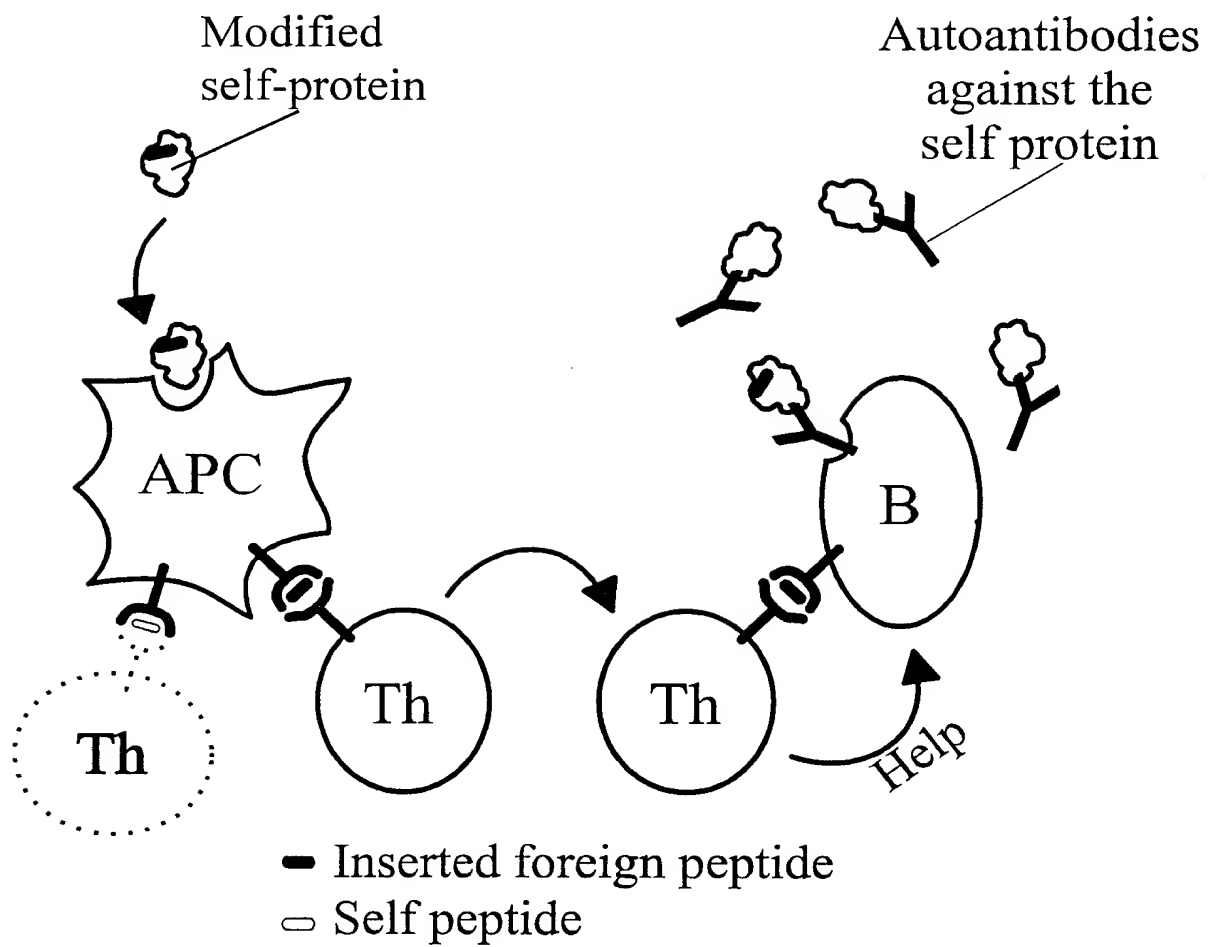 Modified
self-protein
Autoantibodies
against the
self protein
APC
B
Th
Th
Th
Help
Inserted foreign peptide
Self peptide